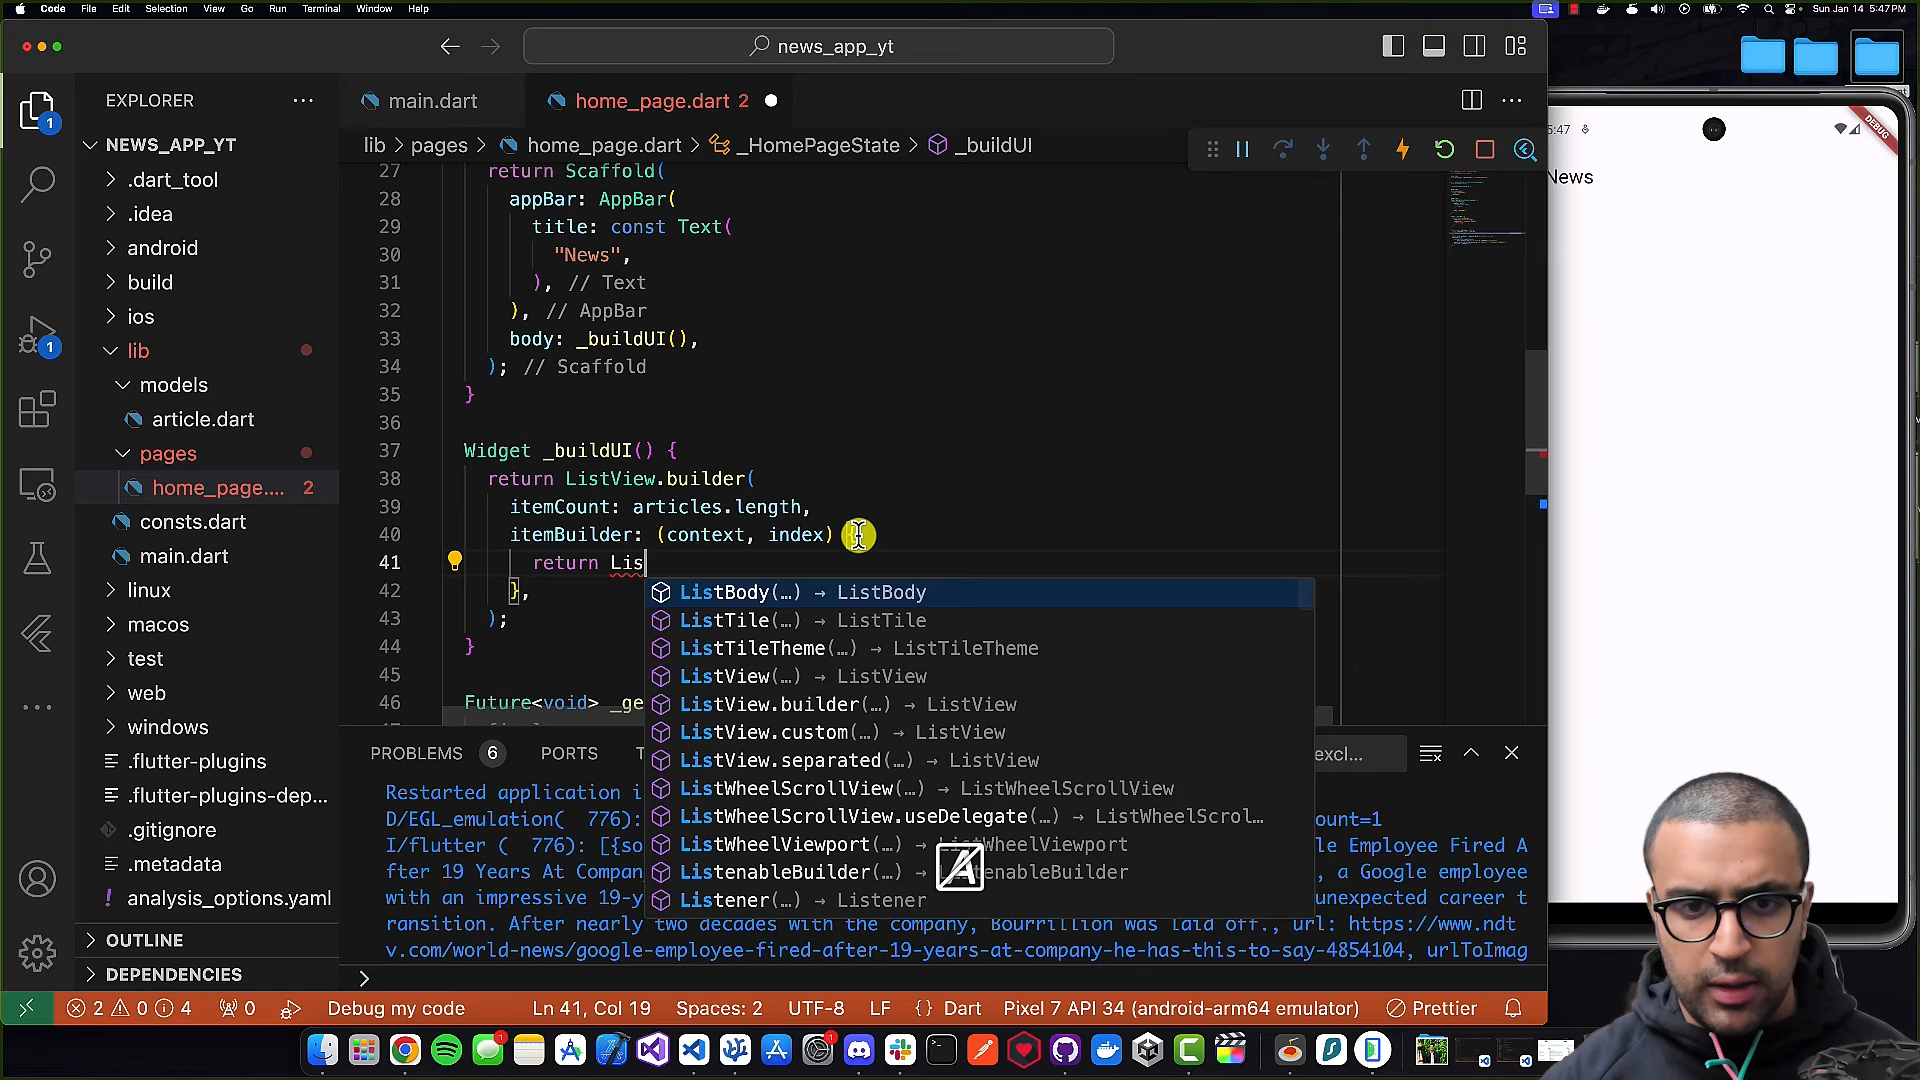 Code File Edit Selection View Go Run Terminal Window Help
Sun Jan 14 5:47PM
news_app_yt
EXPLORER
main.dart
home_page.dart 2
1
NEWS_APP_YT
lib > pages > home_page.dart > _HomePageState > _buildUI
.dart_tool
.idea
android
build
ios
lib
models
article.dart
pages
home_page.... 2
consts.dart
main.dart
linux
macos
test
web
windows
.flutter-plugins
.flutter-plugins-dep...
.gitignore
.metadata
! analysis_options.yaml
OUTLINE
DEPENDENCIES
1
27 return Scaffold(
28 appBar: AppBar(
29 title: const Text(
30 "News",
31 ), // Text
32 ), // AppBar
33 body: _buildUI(),
34 ); // Scaffold
35 }
36
37 Widget _buildUI() {
38 return ListView.builder(
39 itemCount: articles.length,
40 itemBuilder: (context, index) {
41 return Lis
42 },
43 );
44 }
45
46 Future<void> _ge
ListBody(…) → ListBody
ListTile(…) → ListTile
ListTileTheme(…) → ListTileTheme
ListView(…) → ListView
ListView.builder(…) → ListView
ListView.custom(…) → ListView
ListView.separated(…) → ListView
ListWheelScrollView(…) → ListWheelScrollView
ListWheelScrollView.useDelegate(…) → ListWheelScrol…
ListWheelViewport(…) → ListWheelViewport
ListenableBuilder(…) → ListenableBuilder
Listener(…) → Listener
PROBLEMS 6 PORTS T
excl...
Restarted application i
D/EGL_emulation( 776): ount=1
I/flutter ( 776): [{so le Employee Fired A
fter 19 Years At Compan , a Google employee
with an impressive 19-y unexpected career t
ransition. After nearly two decades with the company, Bourrillion was laid off., url: https://www.ndt
v.com/world-news/google-employee-fired-after-19-years-at-company-he-has-this-to-say-4854104, urlToImag
>
2 0 4 0 Debug my code Ln 41, Col 19 Spaces: 2 UTF-8 LF {} Dart Pixel 7 API 34 (android-arm64 emulator) Prettier
5:47
DEBUG
News
A
1
1